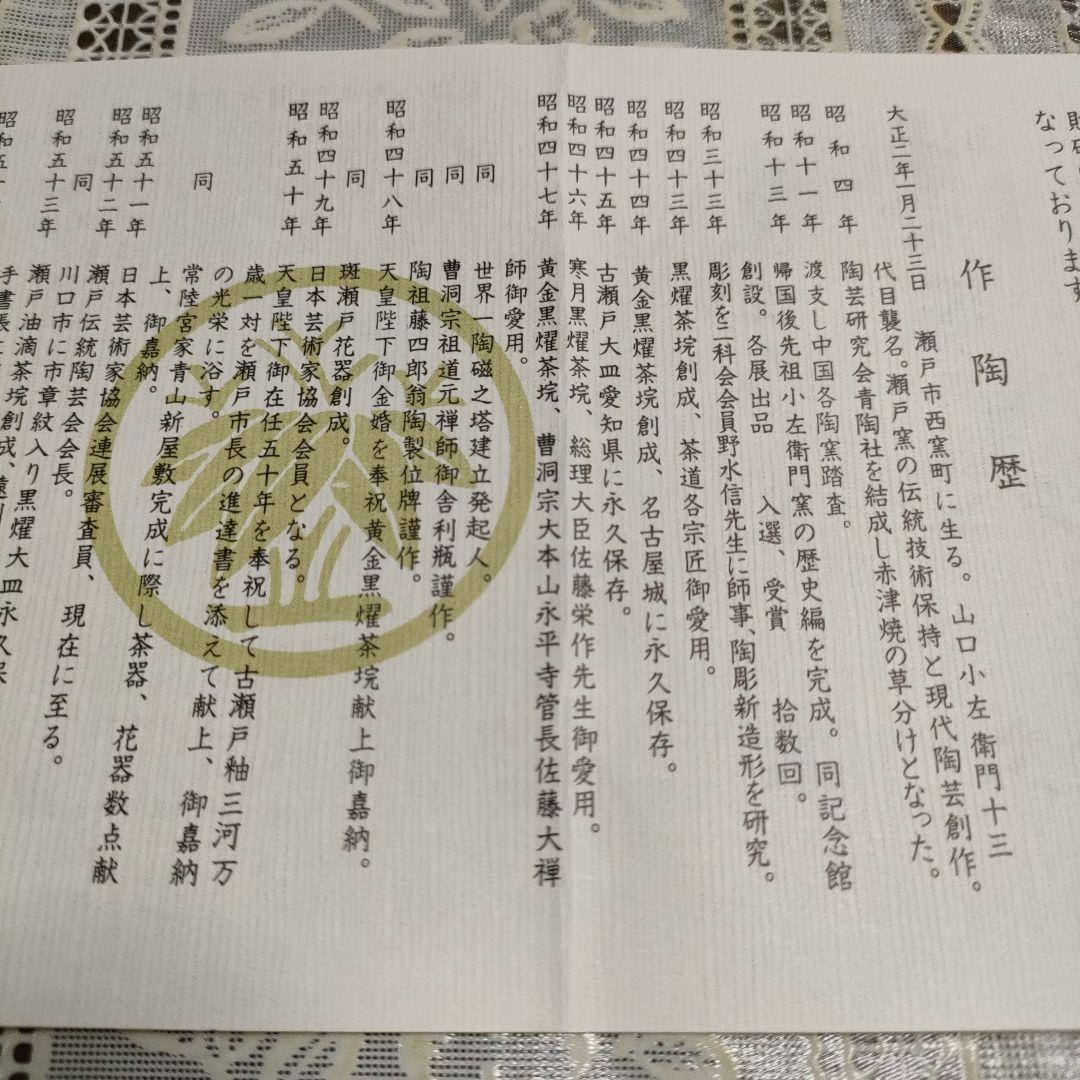 なっております
作陶歴
大正二年一月二十三日 瀬戸市西窯町に生る。山口小左衛門十三
代目襲名。瀬戸窯の伝統技術保持と現代陶芸創作。
陶芸研究会青陶社を結成し赤津焼の草分けとなった。
昭和四年 渡支し中国各陶窯踏査。
昭和十一年 帰国後先祖小左衛門窯の歴史編を完成。同記念館
創設。各展出品 入選、受賞 拾数回。
昭和十三年 彫刻を二科会会員野水信先生に師事、陶彫新造形を研究。
昭和三十三年 黒燿茶垸創成、茶道各宗匠御愛用。
昭和四十三年 黄金黒燿茶垸創成、名古屋城に永久保存。
昭和四十四年 古瀬戸大皿愛知県に永久保存。
昭和四十五年 寒月黒燿茶垸、総理大臣佐藤栄作先生御愛用。
昭和四十六年 黄金黒燿茶垸、曹洞宗大本山永平寺管長佐藤大禅
師御愛用。
昭和四十七年 世界一陶磁之塔建立発起人。
同 曹洞宗祖道元禅師御舎利瓶謹作。
同 陶祖藤四郎翁陶製位牌謹作。
同 天皇陛下御金婚を奉祝黄金黒燿茶垸献上御嘉納。
昭和四十八年 斑瀬戸花器創成。
同 日本芸術家協会会員となる。
昭和四十九年 天皇陛下御在任五十年を奉祝して古瀬戸釉三河万
歳一対を瀬戸市長の進達書を添えて献上、御嘉納
の光栄に浴す。
昭和五十年 常陸宮家青山新屋敷完成に際し茶器、花器数点献
上、御嘉納。
同 日本芸術家協会連展審査員、現在に至る。
昭和五十一年 瀬戸伝統陶芸会会長。
昭和五十二年 川口市に市章紋入り黒燿大皿永久保
同 瀬戸油滴茶垸創成、
昭和五十三年 手書
昭和五十